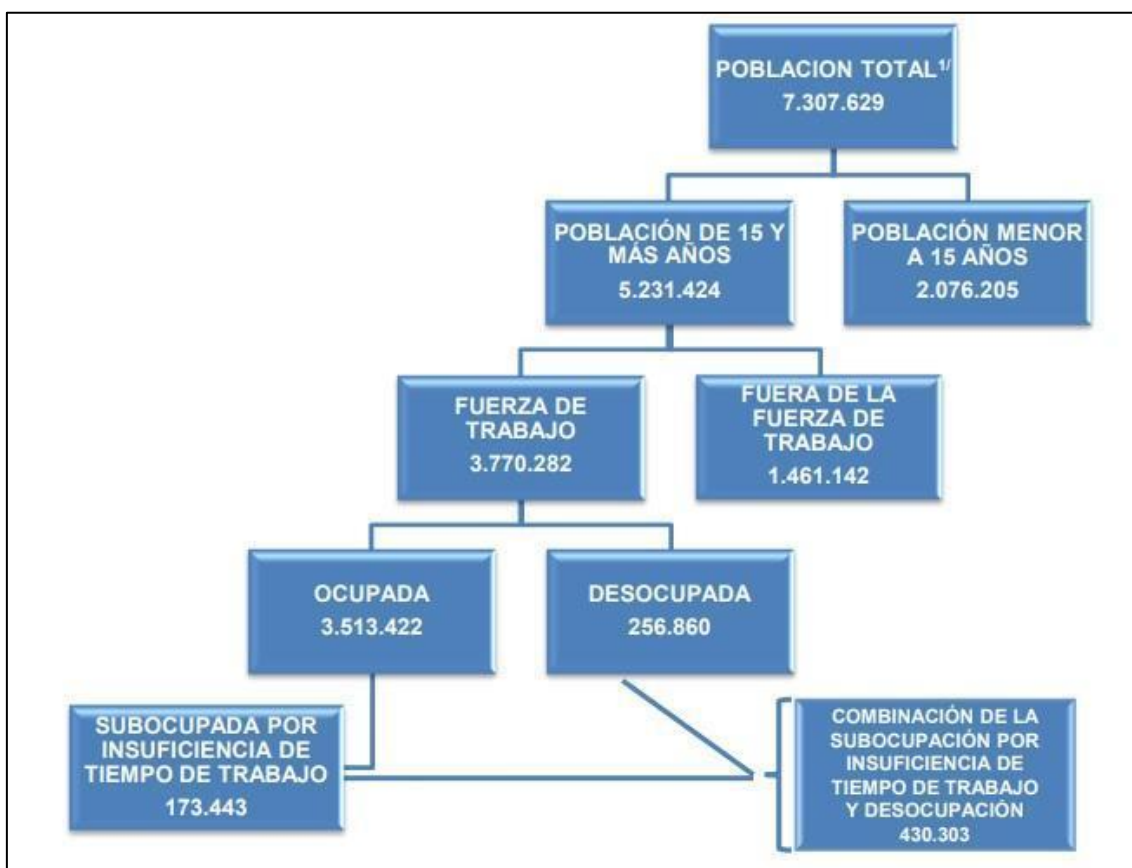 POBLACION TOTAL1/
7.307.629
POBLACIÓN DE 15 Y
MÁS AÑOS
5.231.424
POBLACIÓN MENOR
A 15 AÑOS
2.076.205
FUERZA DE
TRABAJO
3.770.282
FUERA DE LA
FUERZA DE
TRABAJO
1.461.142
OCUPADA
3.513.422
DESOCUPADA
256.860
SUBOCUPADA POR
INSUFICIENCIA DE
TIEMPO DE TRABAJO
173.443
COMBINACIÓN DE LA
SUBOCUPACIÓN POR
INSUFICIENCIA DE
TIEMPO DE TRABAJO
Y DESOCUPACIÓN
430.303